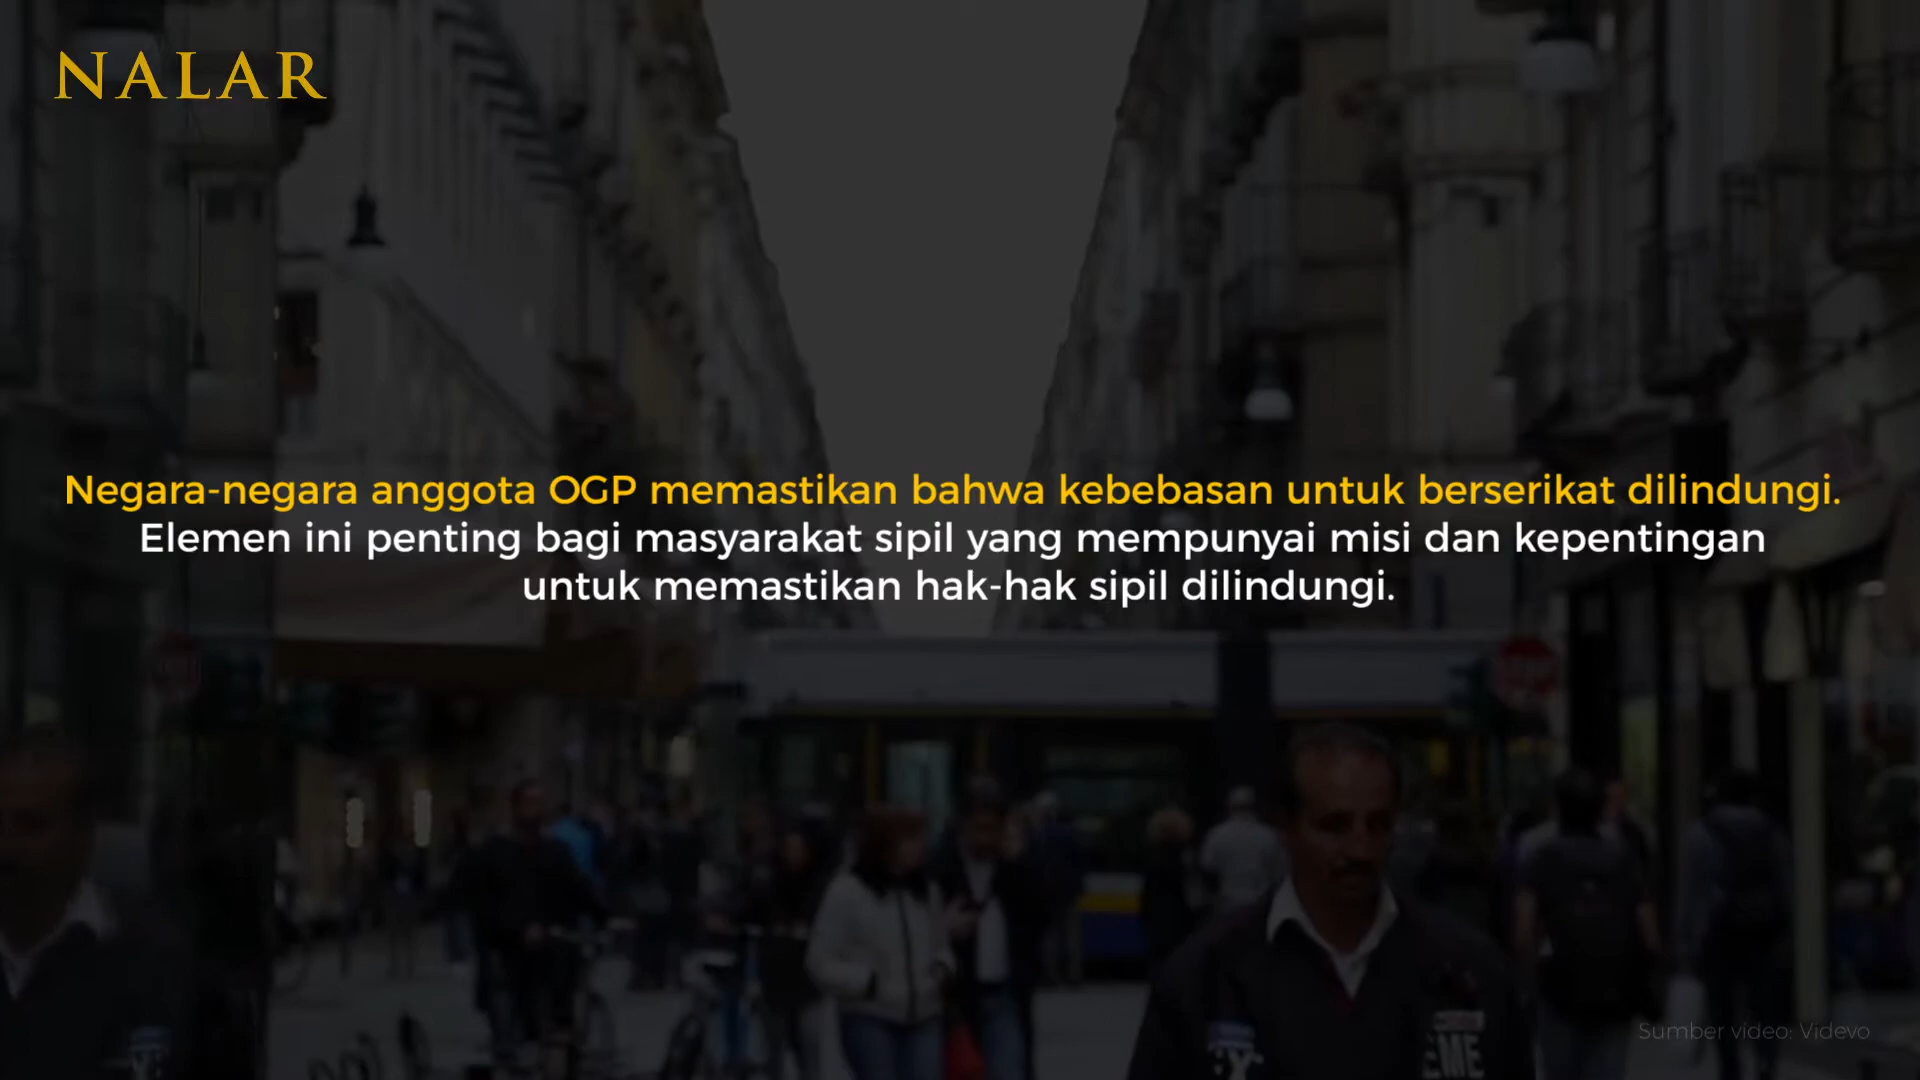 NALAR
Negara-negara anggota OGP memastikan bahwa kebebasan untuk berserikat dilindungi.
Elemen ini penting bagi masyarakat sipil yang mempunyai misi dan kepentingan
untuk memastikan hak-hak sipil dilindungi.
Sumber video: Videvo